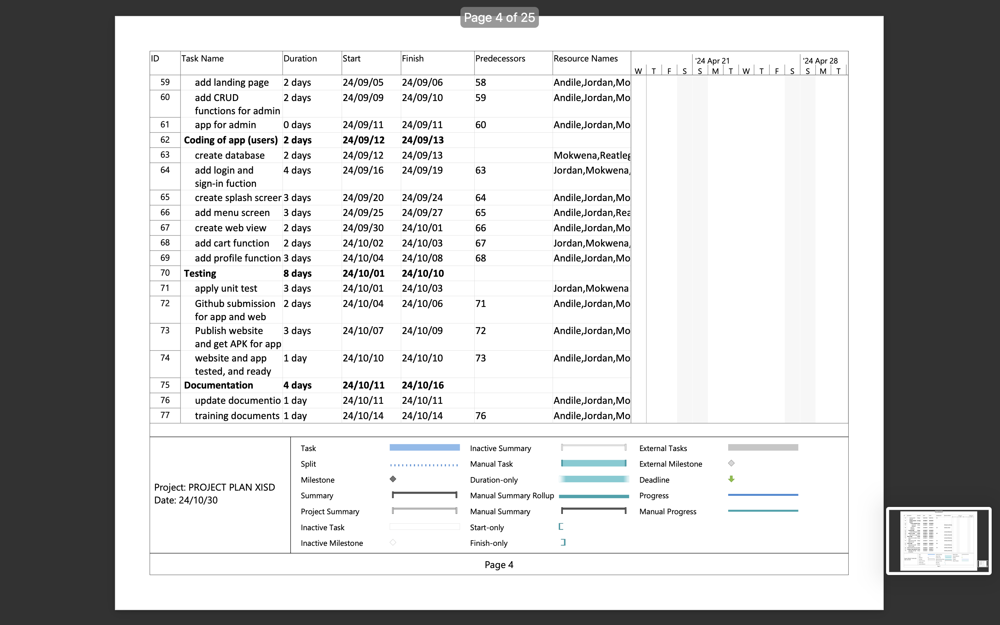 Page 4 of 25
ID Task Name Duration Start Finish Predecessors Resource Names '24 Apr 21 '24 Apr 28
W T F S S M T W T F S S M T
59 add landing page 2 days 24/09/05 24/09/06 58 Andile,Jordan,Mo
60 add CRUD 2 days 24/09/09 24/09/10 59 Andile,Jordan,Mo
functions for admin
61 app for admin 0 days 24/09/11 24/09/11 60 Andile,Jordan,Mo
62 Coding of app (users) 2 days 24/09/12 24/09/13
63 create database 2 days 24/09/12 24/09/13 Mokwena,Reatleg
64 add login and 4 days 24/09/16 24/09/19 63 Jordan,Mokwena,
sign-in fuction
65 create splash screen 3 days 24/09/20 24/09/24 64 Andile,Jordan,Mo
66 add menu screen 3 days 24/09/25 24/09/27 65 Andile,Jordan,Rea
67 create web view 2 days 24/09/30 24/10/01 66 Andile,Jordan,Mo
68 add cart function 2 days 24/10/02 24/10/03 67 Jordan,Mokwena,
69 add profile function 3 days 24/10/04 24/10/08 68 Andile,Jordan,Mo
70 Testing 8 days 24/10/01 24/10/10
71 apply unit test 3 days 24/10/01 24/10/03 Jordan,Mokwena
72 Github submission 2 days 24/10/04 24/10/06 71 Andile,Jordan,Mo
for app and web
73 Publish website 3 days 24/10/07 24/10/09 72 Andile,Jordan,Mo
and get APK for app
74 website and app 1 day 24/10/10 24/10/10 73 Andile,Jordan,Mo
tested, and ready
75 Documentation 4 days 24/10/11 24/10/16
76 update documentio 1 day 24/10/11 24/10/11 Andile,Jordan,Mo
77 training documents 1 day 24/10/14 24/10/14 76 Andile,Jordan,Mo
Project: PROJECT PLAN XISD
Date: 24/10/30
Task
Split
Milestone
Summary
Project Summary
Inactive Task
Inactive Milestone
Inactive Summary
Manual Task
Duration-only
Manual Summary Rollup
Manual Summary
Start-only
Finish-only
External Tasks
External Milestone
Deadline
Progress
Manual Progress
Page 4